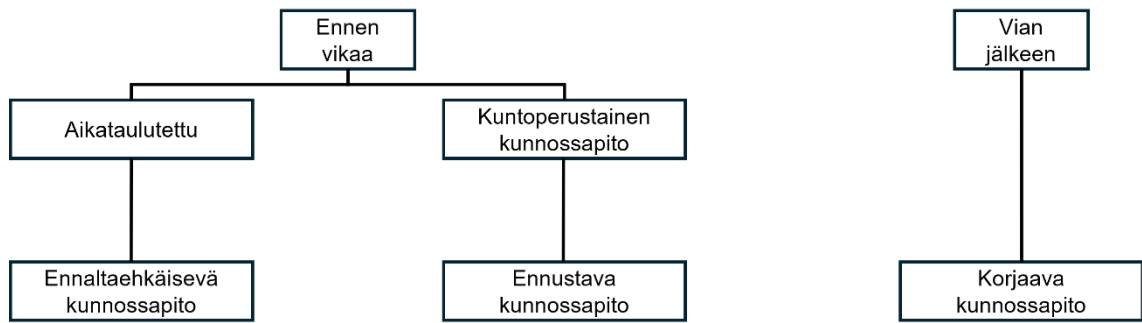 Ennen
vikaa
Vian
jälkeen
Aikataulutettu
Kuntoperustainen
kunnossapito
Ennaltaehkäisevä
kunnossapito
Ennustava
kunnossapito
Korjaava
kunnossapito